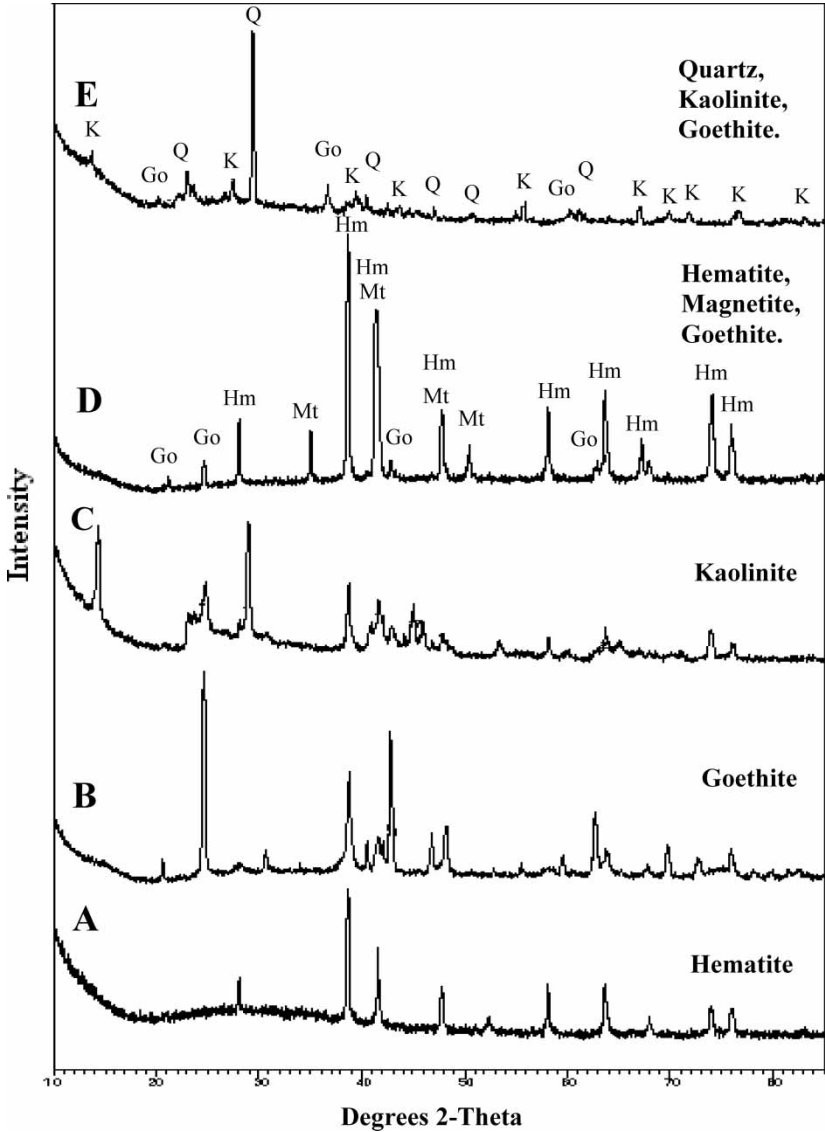 Q
E
Quartz,
Kaolinite,
Goethite.
K
Go
Q
K
Go
K
Q
K
Q
Q
K
Go
Q
K
K
K
K
K
Hm
Hm
Mt
Hematite,
Magnetite,
Goethite.
D
Go
Go
Hm
Mt
Go
Hm
Mt
Mt
Hm
Go
Hm
Hm
Hm
Hm
C
Kaolinite
B
Goethite
A
Hematite
Intensity
10 20 30 40 50 60 70 80
Degrees 2-Theta